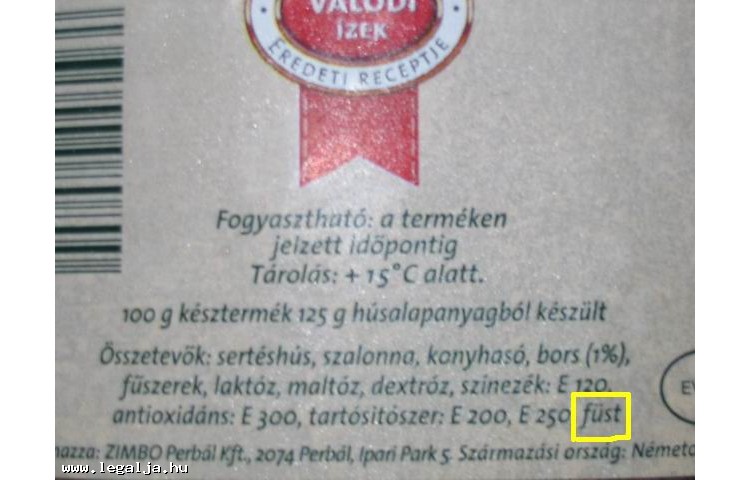 VALÓDI
ÍZEK
• EREDETI RECEPTJE •
Fogyasztható: a terméken
jelzett időpontig
Tárolás: + 15°C alatt.
100 g késztermék 125 g húsalapanyagból készült
Összetevők: sertéshús, szalonna, konyhasó, bors (1%),
fűszerek, laktóz, maltóz, dextróz, színezék: E 120,
antioxidáns: E 300, tartósítószer: E 200, E 250, füst
ZIMBO Perbál Kft., 2074 Perbál, Ipari Park 5. Származási ország:
www.legalja.hu